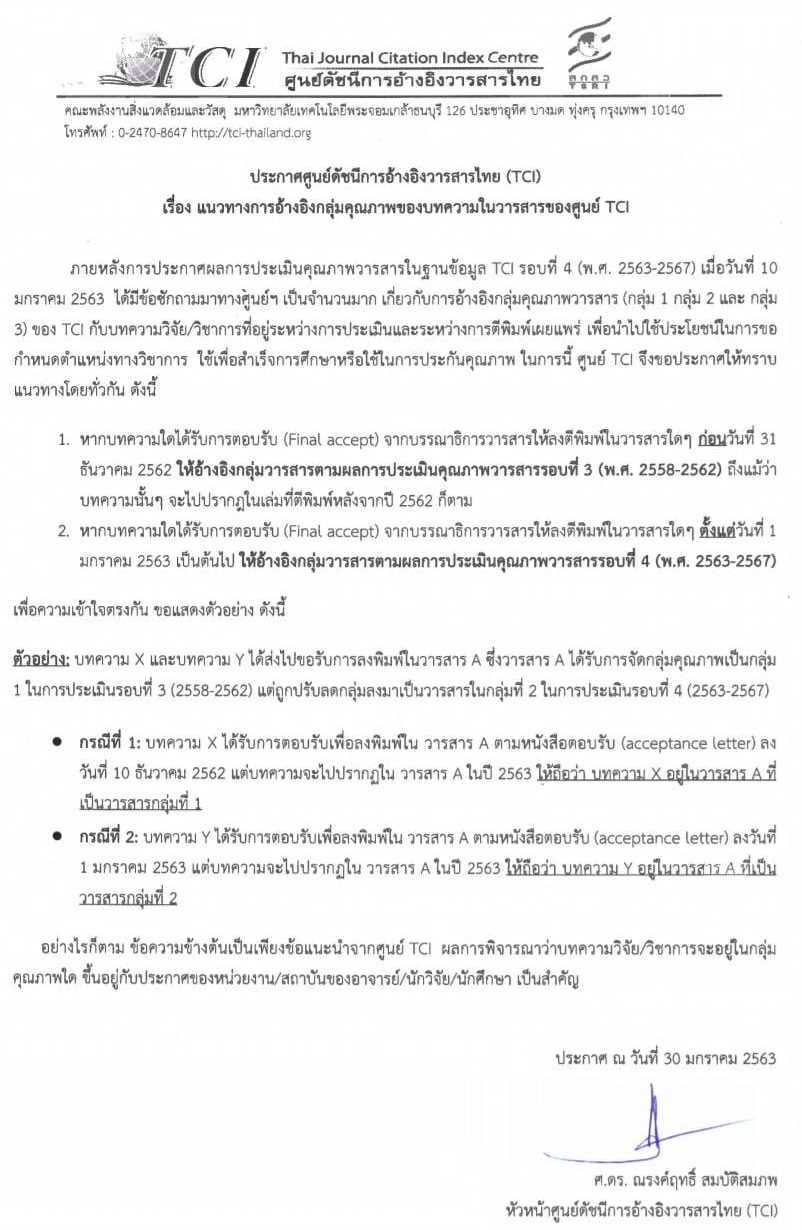 TCI
Thai Journal Citation Index Centre
ศูนย์ดัชนีการอ้างอิงวารสารไทย
สกสว
TSRI
คณะพลังงานสิ่งแวดล้อมและวัสดุ มหาวิทยาลัยเทคโนโลยีพระจอมเกล้าธนบุรี 126 ประชาอุทิศ บางมด ทุ่งครุ กรุงเทพฯ 10140
โทรศัพท์ : 0-2470-8647 http://tci-thailand.org
ประกาศศูนย์ดัชนีการอ้างอิงวารสารไทย (TCI)
เรื่อง แนวทางการอ้างอิงกลุ่มคุณภาพของบทความในวารสารของศูนย์ TCI
ภายหลังการประกาศผลการประเมินคุณภาพวารสารในฐานข้อมูล TCI รอบที่ 4 (พ.ศ. 2563-2567) เมื่อวันที่ 10
มกราคม 2563 ได้มีข้อซักถามมาทางศูนย์ฯ เป็นจำนวนมาก เกี่ยวกับการอ้างอิงกลุ่มคุณภาพวารสาร (กลุ่ม 1 กลุ่ม 2 และ กลุ่ม
3) ของ TCI กับบทความวิจัย/วิชาการที่อยู่ระหว่างการประเมินและระหว่างการตีพิมพ์เผยแพร่ เพื่อนำไปใช้ประโยชน์ในการขอ
กำหนดตำแหน่งทางวิชาการ ใช้เพื่อสำเร็จการศึกษาหรือใช้ในการประกันคุณภาพ ในการนี้ ศูนย์ TCI จึงขอประกาศให้ทราบ
แนวทางโดยทั่วกัน ดังนี้
1. หากบทความใดได้รับการตอบรับ (Final accept) จากบรรณาธิการวารสารให้ลงตีพิมพ์ในวารสารใดๆ ก่อนวันที่ 31
ธันวาคม 2562 ให้อ้างอิงกลุ่มวารสารตามผลการประเมินคุณภาพวารสารรอบที่ 3 (พ.ศ. 2558-2562) ถึงแม้ว่า
บทความนั้นๆ จะไปปรากฏในเล่มที่ตีพิมพ์หลังจากปี 2562 ก็ตาม
2. หากบทความใดได้รับการตอบรับ (Final accept) จากบรรณาธิการวารสารให้ลงตีพิมพ์ในวารสารใดๆ ตั้งแต่วันที่ 1
มกราคม 2563 เป็นต้นไป ให้อ้างอิงกลุ่มวารสารตามผลการประเมินคุณภาพวารสารรอบที่ 4 (พ.ศ. 2563-2567)
เพื่อความเข้าใจตรงกัน ขอแสดงตัวอย่าง ดังนี้
ตัวอย่าง: บทความ X และบทความ Y ได้ส่งไปขอรับการลงพิมพ์ในวารสาร A ซึ่งวารสาร A ได้รับการจัดกลุ่มคุณภาพเป็นกลุ่ม
1 ในการประเมินรอบที่ 3 (2558-2562) แต่ถูกปรับลดกลุ่มลงมาเป็นวารสารในกลุ่มที่ 2 ในการประเมินรอบที่ 4 (2563-2567)
● กรณีที่ 1: บทความ X ได้รับการตอบรับเพื่อลงพิมพ์ใน วารสาร A ตามหนังสือตอบรับ (acceptance letter) ลง
วันที่ 10 ธันวาคม 2562 แต่บทความจะไปปรากฏใน วารสาร A ในปี 2563 ให้ถือว่า บทความ X อยู่ในวารสาร A ที่
เป็นวารสารกลุ่มที่ 1
● กรณีที่ 2: บทความ Y ได้รับการตอบรับเพื่อลงพิมพ์ใน วารสาร A ตามหนังสือตอบรับ (acceptance letter) ลงวันที่
1 มกราคม 2563 แต่บทความจะไปปรากฏใน วารสาร A ในปี 2563 ให้ถือว่า บทความ Y อยู่ในวารสาร A ที่เป็น
วารสารกลุ่มที่ 2
อย่างไรก็ตาม ข้อความข้างต้นเป็นเพียงข้อแนะนำจากศูนย์ TCI ผลการพิจารณาว่าบทความวิจัย/วิชาการจะอยู่ในกลุ่ม
คุณภาพใด ขึ้นอยู่กับประกาศของหน่วยงาน/สถาบันของอาจารย์/นักวิจัย/นักศึกษา เป็นสำคัญ
ประกาศ ณ วันที่ 30 มกราคม 2563
ศ.ดร. ณรงค์ฤทธิ์ สมบัติสมภพ
หัวหน้าศูนย์ดัชนีการอ้างอิงวารสารไทย (TCI)